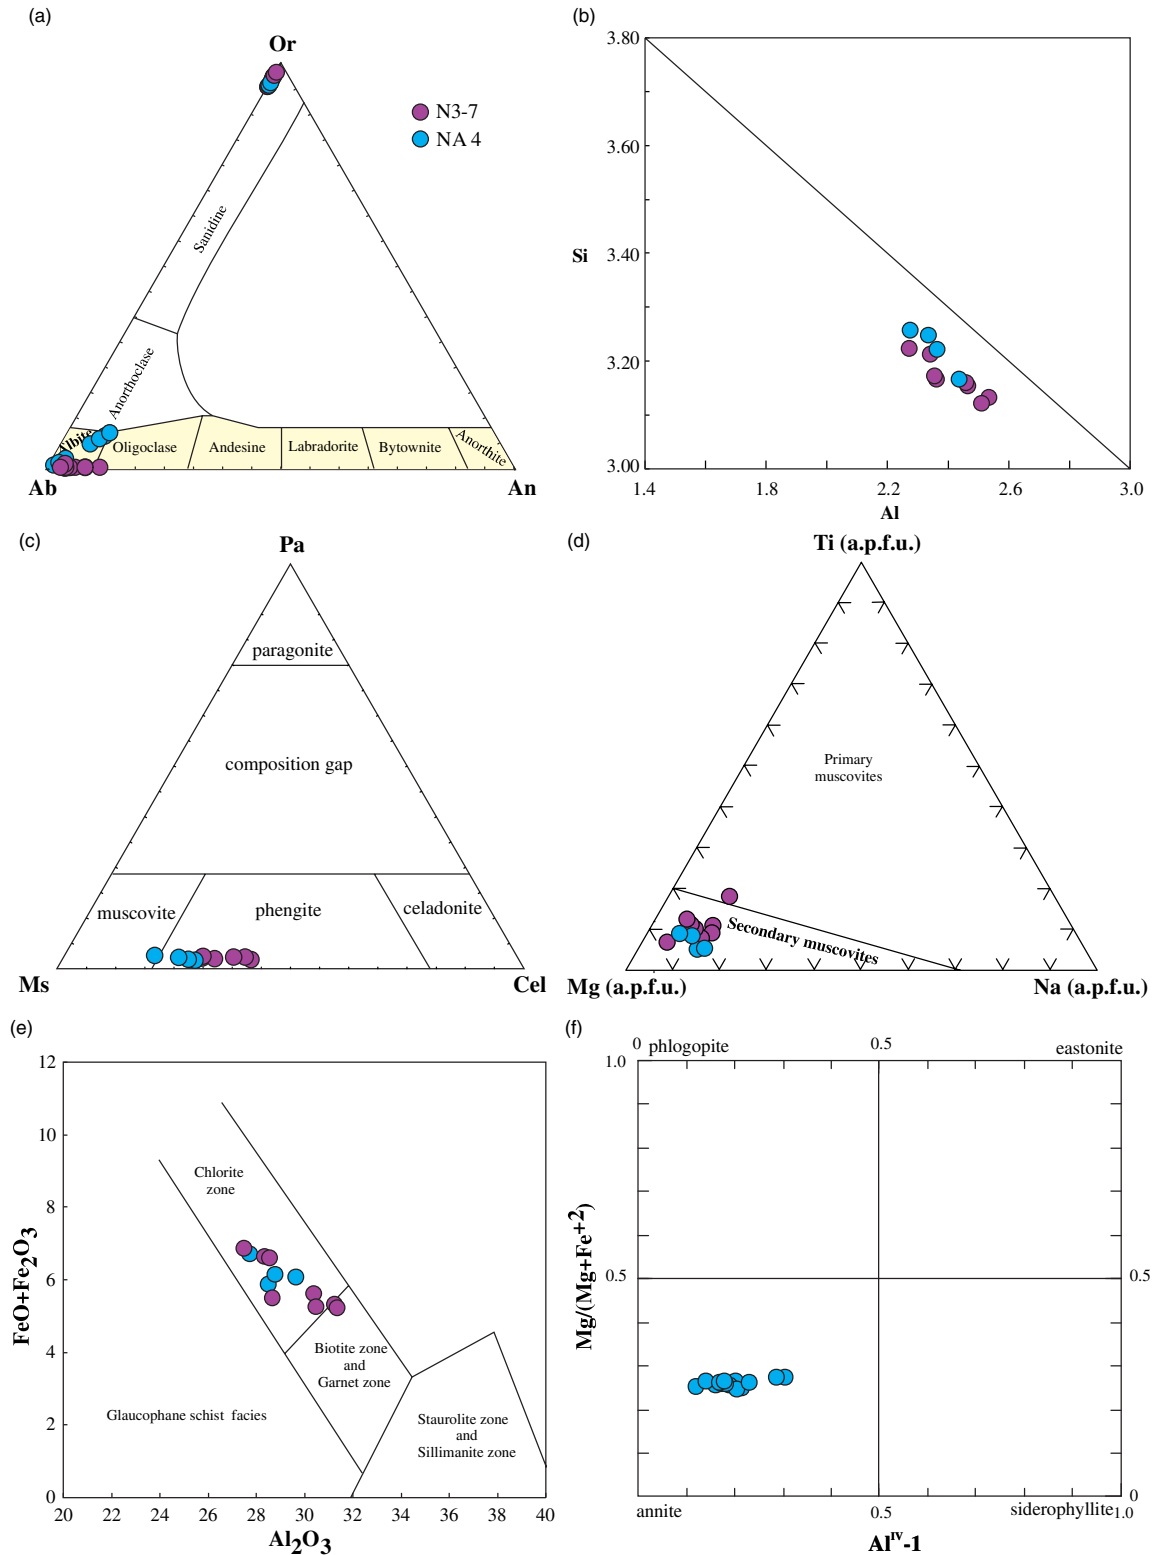 (a)
Or
N3-7
NA 4
Sanidine
Anorthoclase
Albite
Oligoclase
Andesine
Labradorite
Bytownite
Anorthite
Ab
An
(b)
3.80
3.60
Si
3.40
3.20
3.00
1.4
1.8
2.2
2.6
3.0
Al
(c)
Pa
paragonite
composition gap
muscovite
phengite
celadonite
Ms
Cel
(d)
Ti (a.p.f.u.)
Primary
muscovites
Secondary muscovites
Mg (a.p.f.u.)
Na (a.p.f.u.)
(e)
12
10
8
6
4
2
0
FeO+Fe2O3
Chlorite
zone
Biotite zone
and
Garnet zone
Glaucophane schist facies
Staurolite zone
and
Sillimanite zone
20
22
24
26
28
30
32
34
36
38
40
Al2O3
(f)
0 phlogopite
0.5
eastonite
1.0
Mg/(Mg+Fe+2)
0.5
0.5
0
annite
0.5
siderophyllite 1.0
Alᴵⱽ-1